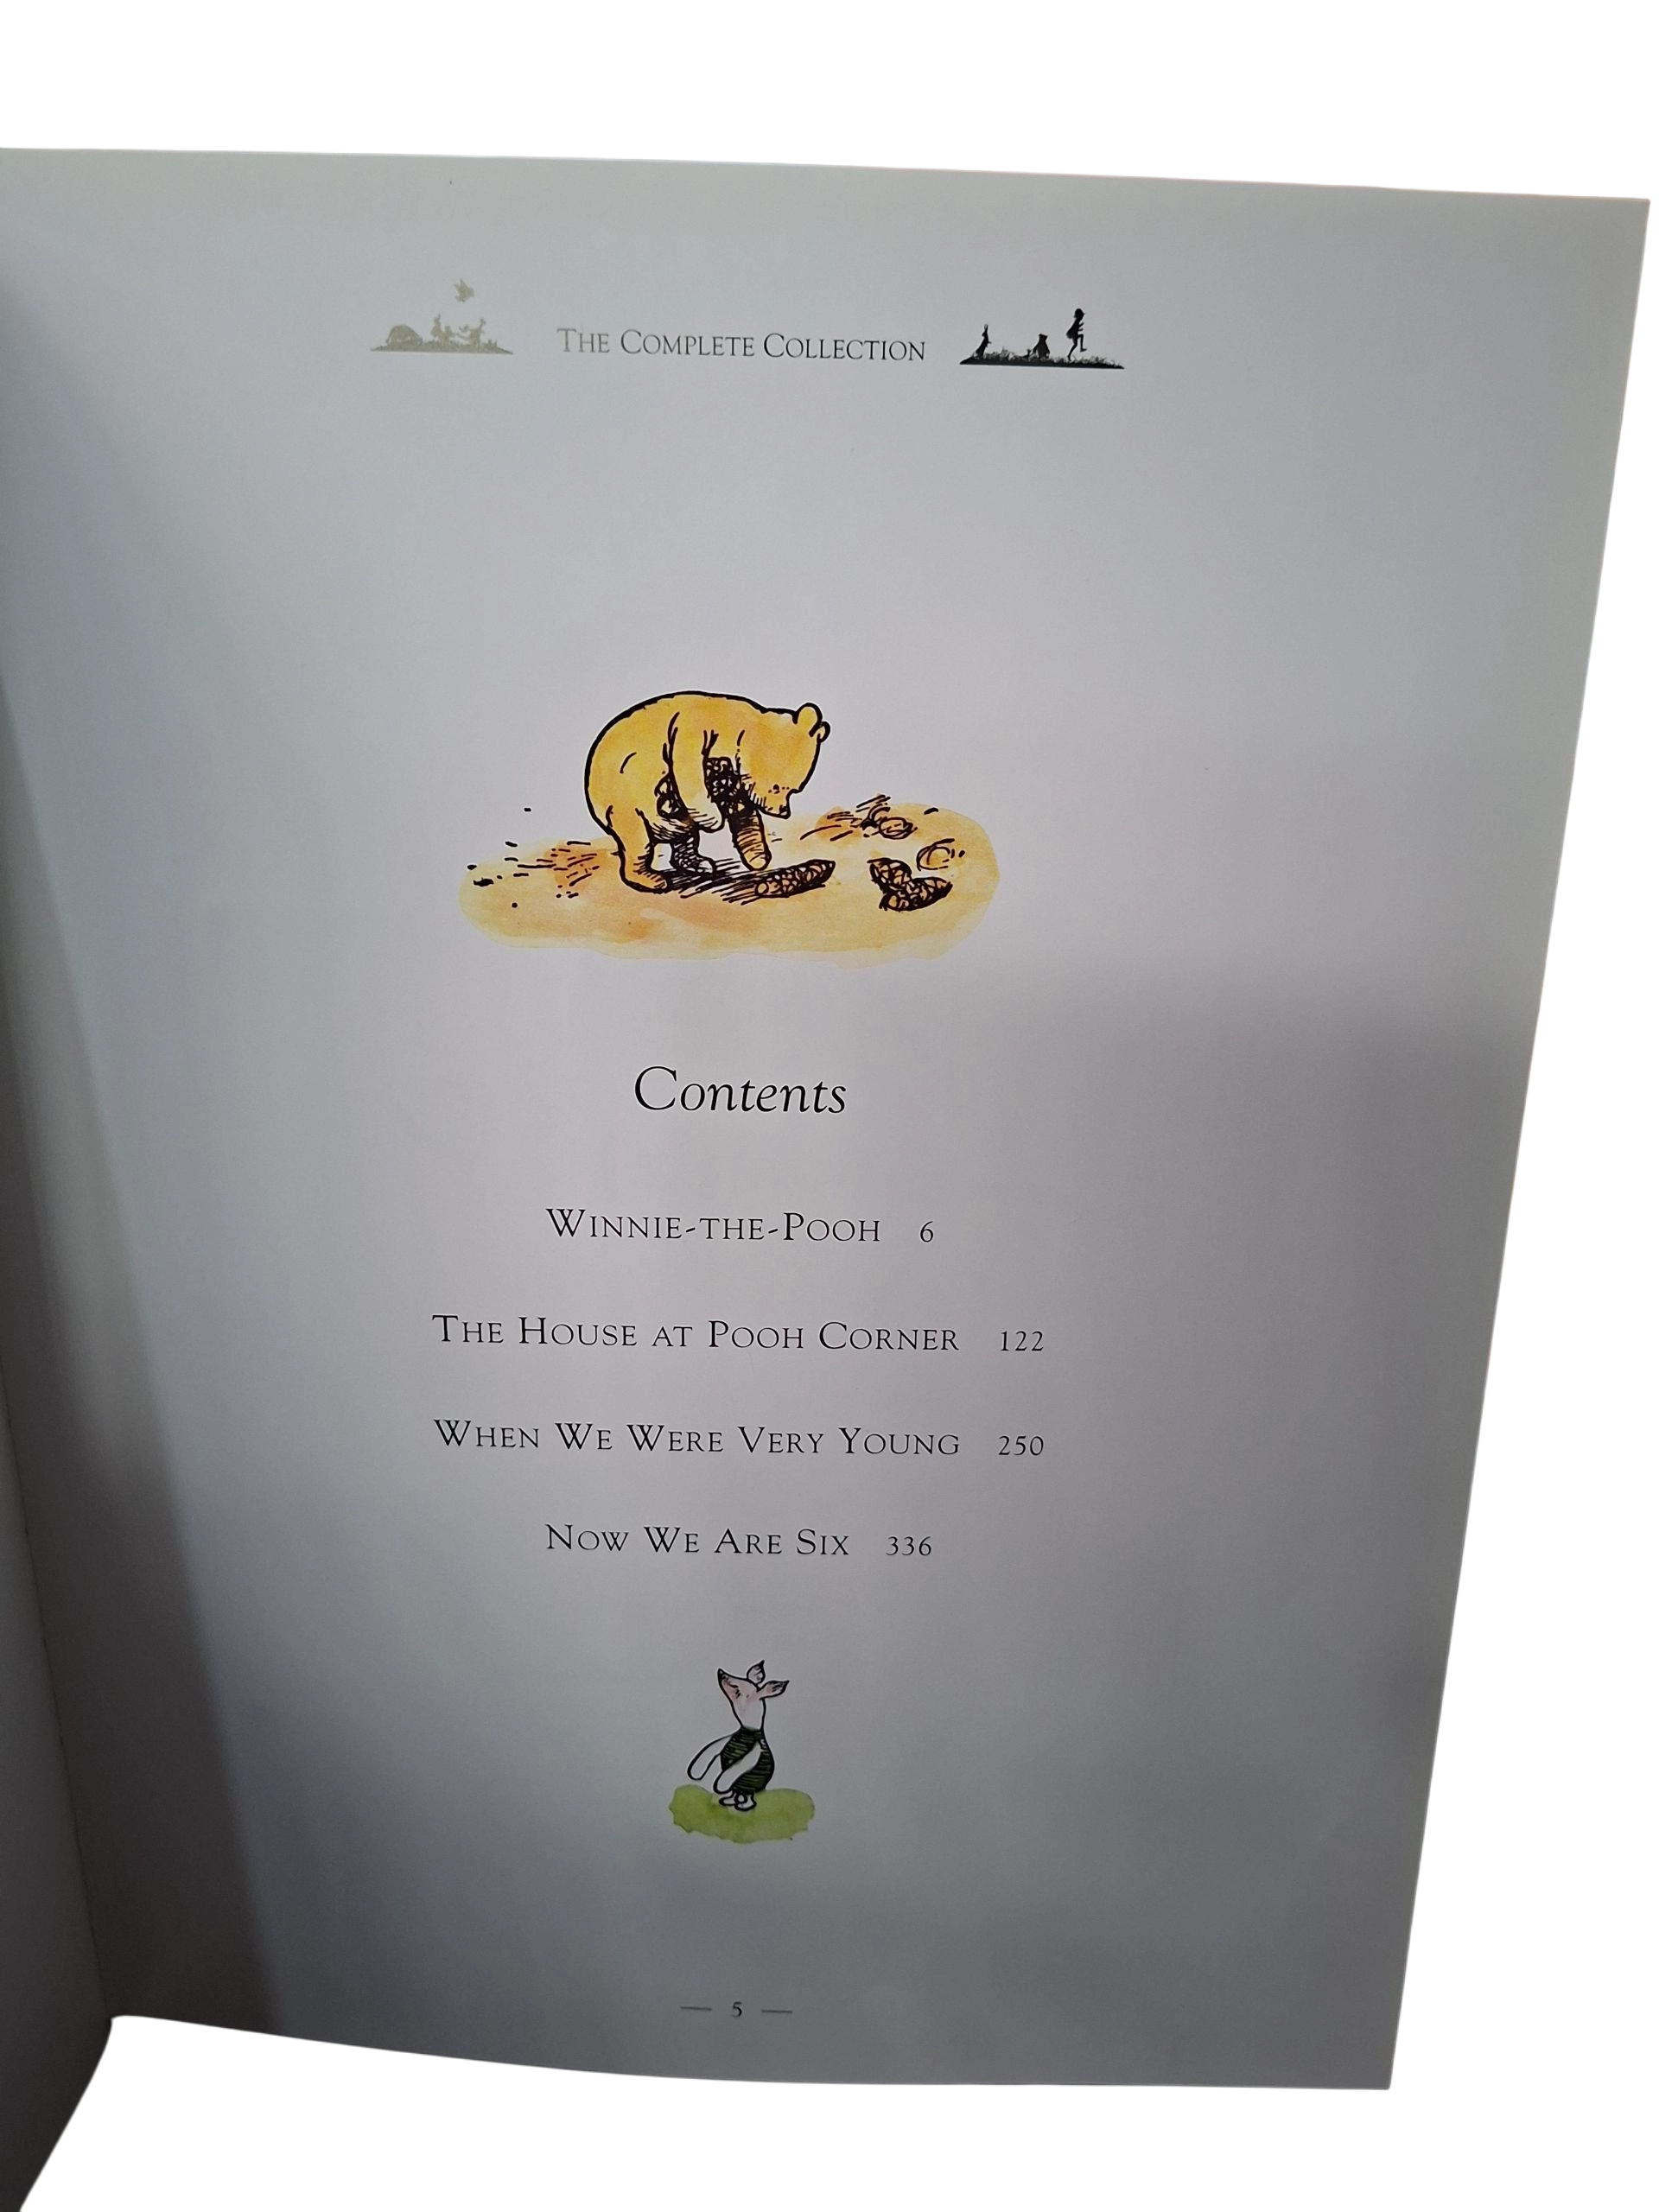 The Complete Collection
Contents
Winnie-the-Pooh 6
The House at Pooh Corner 122
When We Were Very Young 250
Now We Are Six 336
— 5 —